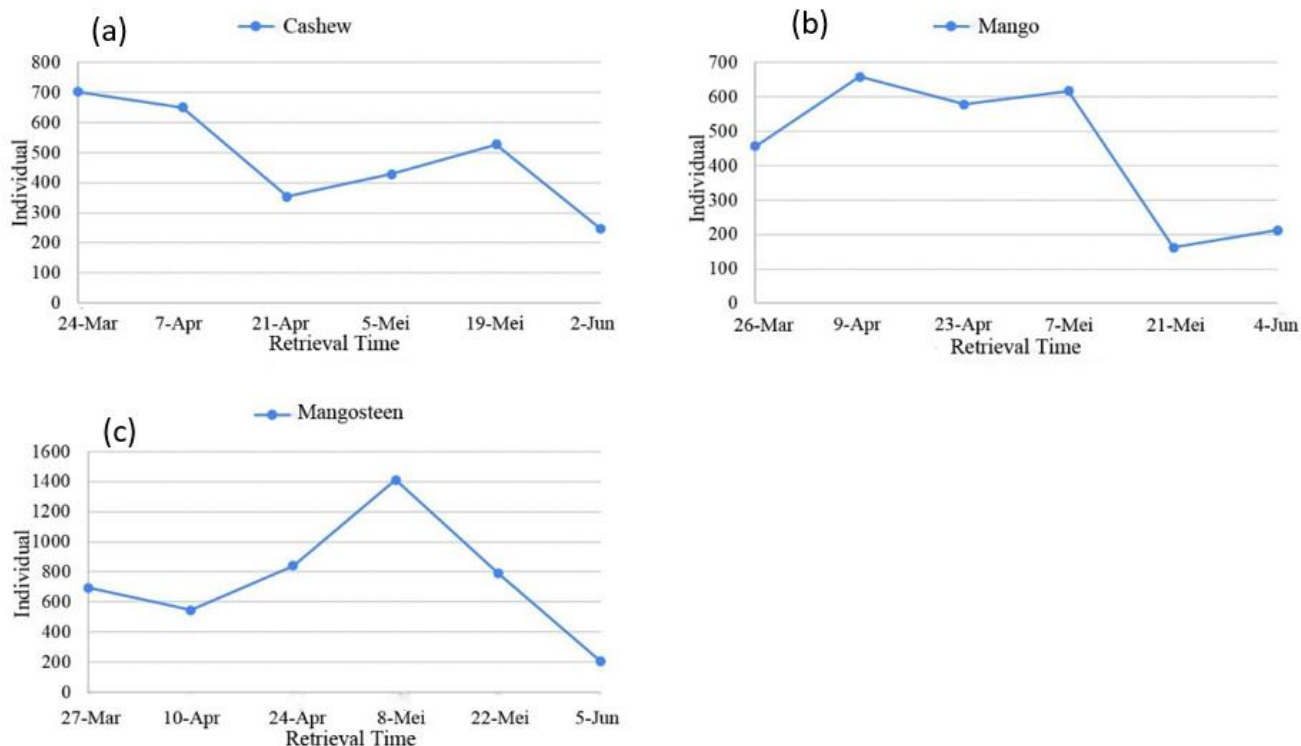 (a)
Cashew
800
700
600
500
400
300
200
100
0
Individual
24-Mar 7-Apr 21-Apr 5-Mei 19-Mei 2-Jun
Retrieval Time
(b)
Mango
700
600
500
400
300
200
100
0
Individual
26-Mar 9-Apr 23-Apr 7-Mei 21-Mei 4-Jun
Retrieval Time
(c)
Mangosteen
1600
1400
1200
1000
800
600
400
200
0
Individual
27-Mar 10-Apr 24-Apr 8-Mei 22-Mei 5-Jun
Retrieval Time